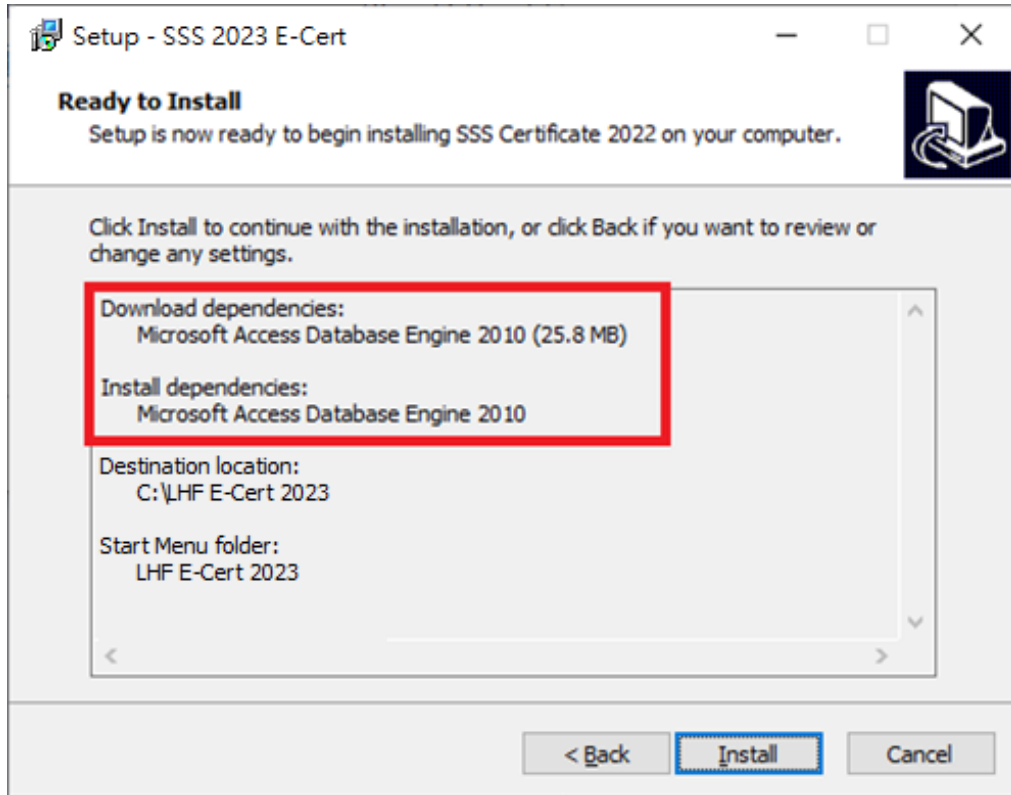 Setup - SSS 2023 E-Cert
Ready to Install
Setup is now ready to begin installing SSS Certificate 2022 on your computer.
Click Install to continue with the installation, or click Back if you want to review or
change any settings.
Download dependencies:
Microsoft Access Database Engine 2010 (25.8 MB)
Install dependencies:
Microsoft Access Database Engine 2010
Destination location:
C:\LHF E-Cert 2023
Start Menu folder:
LHF E-Cert 2023
< Back
Install
Cancel